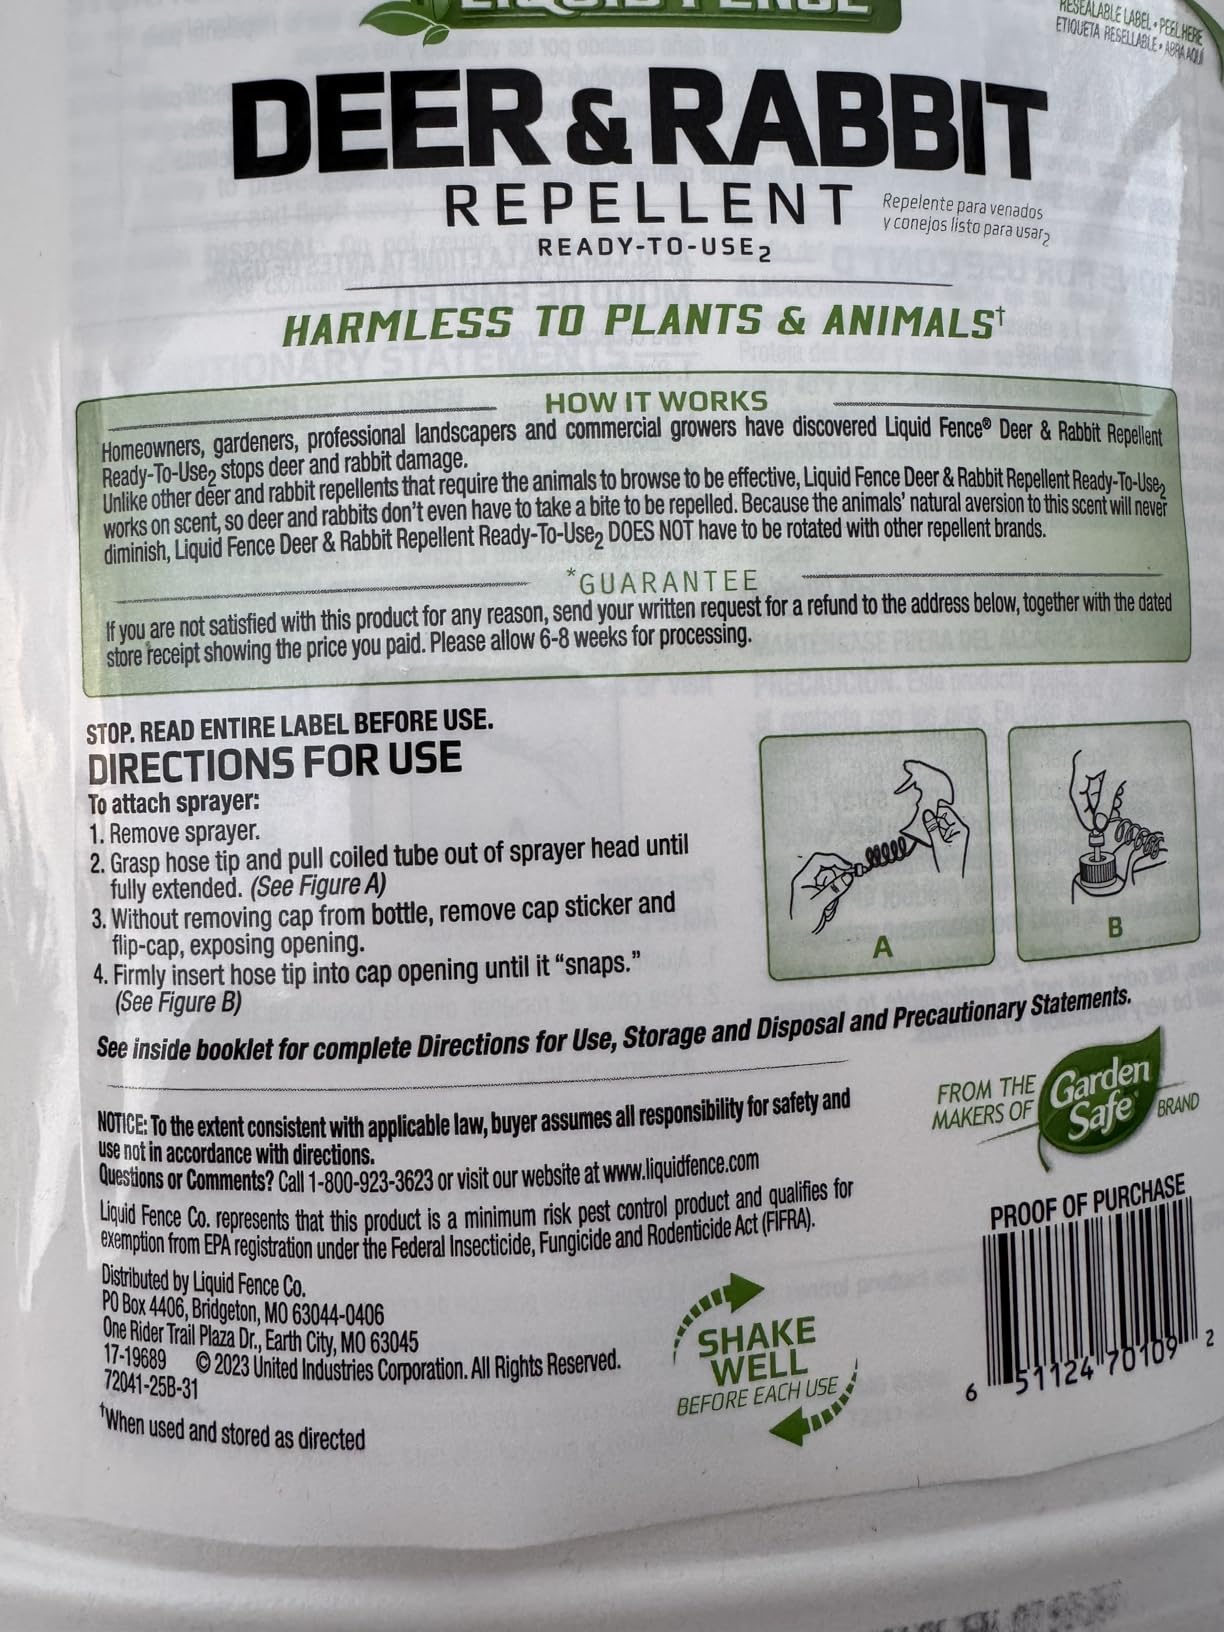 LIQUID FENCE
RESEALABLE LABEL • PEEL HERE
ETIQUETA RESELLABLE • ABRA AQUÍ
DEER & RABBIT
REPELLENT
READY-TO-USE2
Repelente para venados
y conejos listo para usar2
HARMLESS TO PLANTS & ANIMALS†
HOW IT WORKS
Homeowners, gardeners, professional landscapers and commercial growers have discovered Liquid Fence® Deer & Rabbit Repellent
Ready-To-Use2 stops deer and rabbit damage.
Unlike other deer and rabbit repellents that require the animals to browse to be effective, Liquid Fence Deer & Rabbit Repellent Ready-To-Use2
works on scent, so deer and rabbits don't even have to take a bite to be repelled. Because the animals' natural aversion to this scent will never
diminish, Liquid Fence Deer & Rabbit Repellent Ready-To-Use2 DOES NOT have to be rotated with other repellent brands.
*GUARANTEE
If you are not satisfied with this product for any reason, send your written request for a refund to the address below, together with the dated
store receipt showing the price you paid. Please allow 6-8 weeks for processing.
STOP. READ ENTIRE LABEL BEFORE USE.
DIRECTIONS FOR USE
To attach sprayer:
1. Remove sprayer.
2. Grasp hose tip and pull coiled tube out of sprayer head until
fully extended. (See Figure A)
3. Without removing cap from bottle, remove cap sticker and
flip-cap, exposing opening.
4. Firmly insert hose tip into cap opening until it "snaps."
(See Figure B)
A
B
See inside booklet for complete Directions for Use, Storage and Disposal and Precautionary Statements.
NOTICE: To the extent consistent with applicable law, buyer assumes all responsibility for safety and
use not in accordance with directions.
Questions or Comments? Call 1-800-923-3623 or visit our website at www.liquidfence.com
Liquid Fence Co. represents that this product is a minimum risk pest control product and qualifies for
exemption from EPA registration under the Federal Insecticide, Fungicide and Rodenticide Act (FIFRA).
FROM THE
MAKERS OF
Garden
Safe
BRAND
Distributed by Liquid Fence Co.
PO Box 4406, Bridgeton, MO 63044-0406
One Rider Trail Plaza Dr., Earth City, MO 63045
17-19689 © 2023 United Industries Corporation. All Rights Reserved.
72041-25B-31
†When used and stored as directed
SHAKE
WELL
BEFORE EACH USE
PROOF OF PURCHASE
6 51124 70109 2